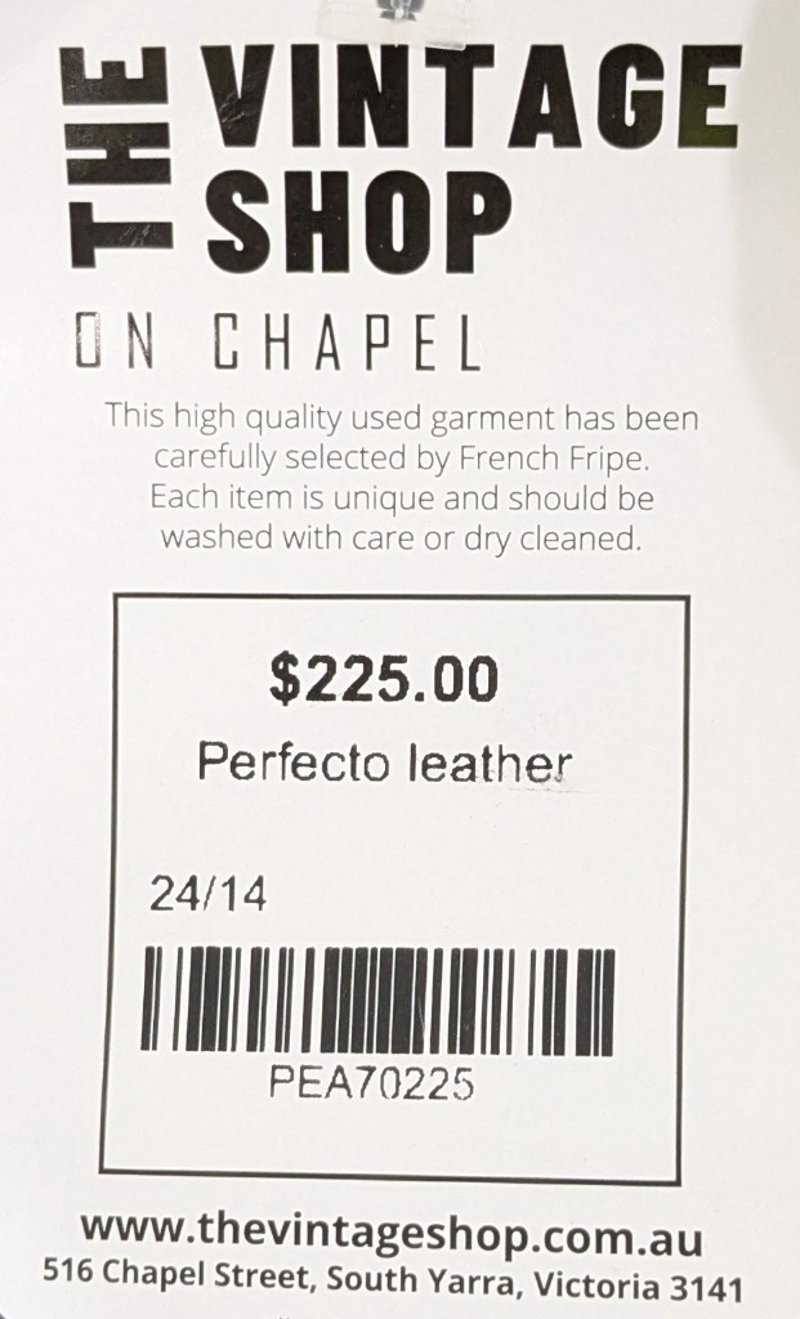 THE VINTAGE
SHOP
ON CHAPEL
This high quality used garment has been
carefully selected by French Fripe.
Each item is unique and should be
washed with care or dry cleaned.
$225.00
Perfecto leather
24/14
PEA70225
www.thevintageshop.com.au
516 Chapel Street, South Yarra, Victoria 3141